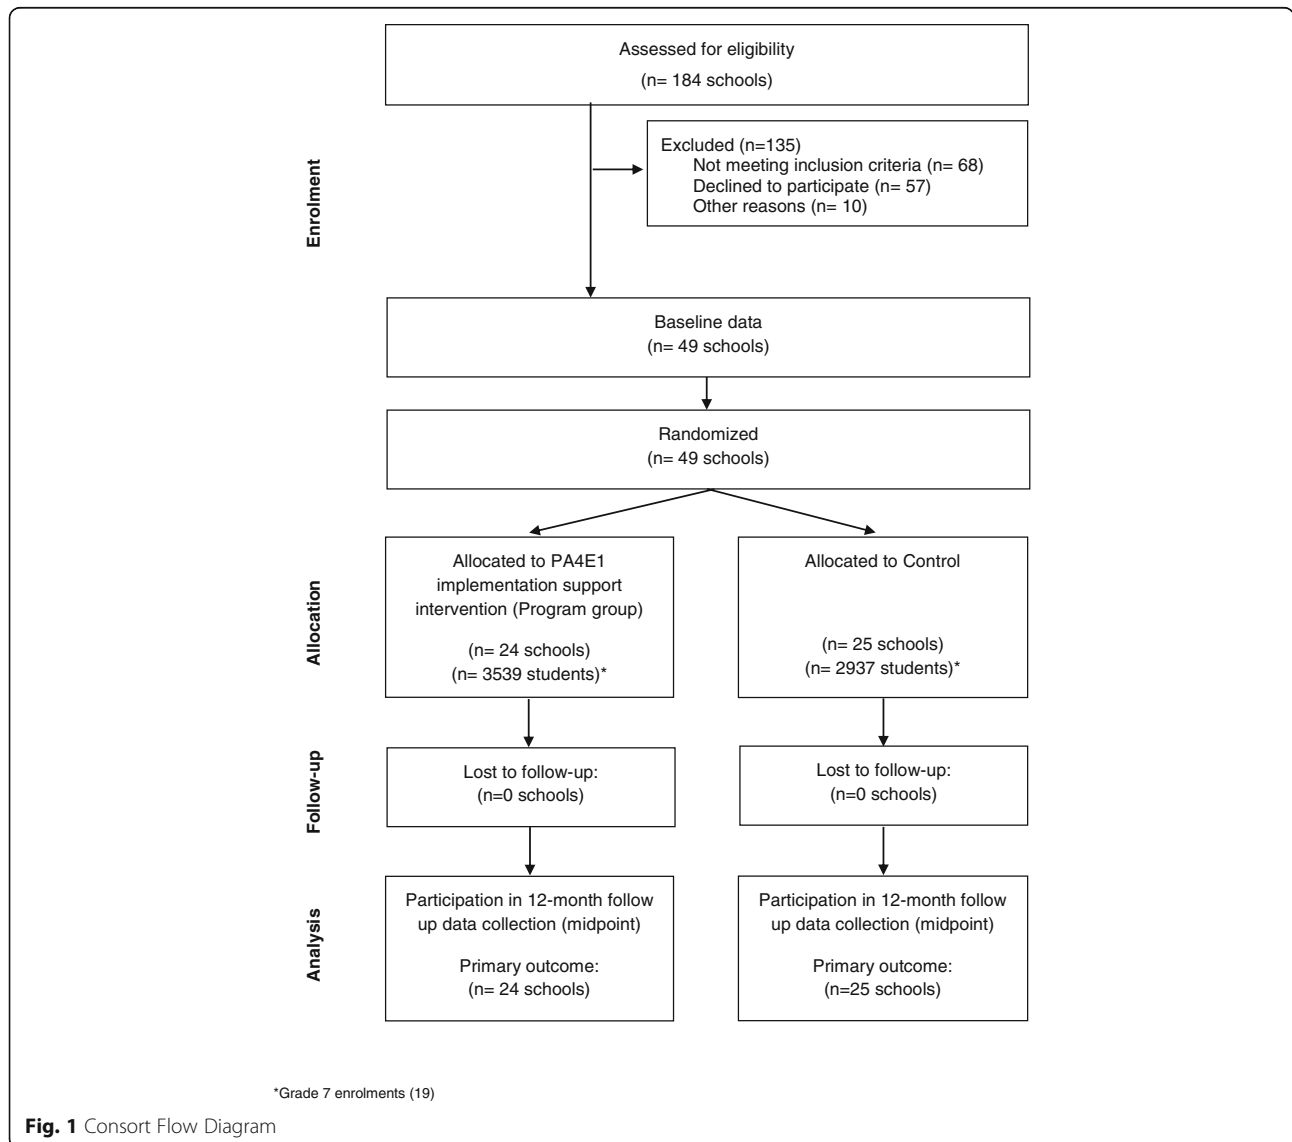 Assessed for eligibility
(n= 184 schools)
Enrolment
Excluded (n=135)
Not meeting inclusion criteria (n= 68)
Declined to participate (n= 57)
Other reasons (n= 10)
Baseline data
(n= 49 schools)
Randomized
(n= 49 schools)
Allocation
Allocated to PA4E1
implementation support
intervention (Program group)
(n= 24 schools)
(n= 3539 students)*
Allocated to Control
(n= 25 schools)
(n= 2937 students)*
Follow-up
Lost to follow-up:
(n=0 schools)
Lost to follow-up:
(n=0 schools)
Analysis
Participation in 12-month follow
up data collection (midpoint)
Primary outcome:
(n= 24 schools)
Participation in 12-month follow
up data collection (midpoint)
Primary outcome:
(n=25 schools)
*Grade 7 enrolments (19)
Fig. 1 Consort Flow Diagram